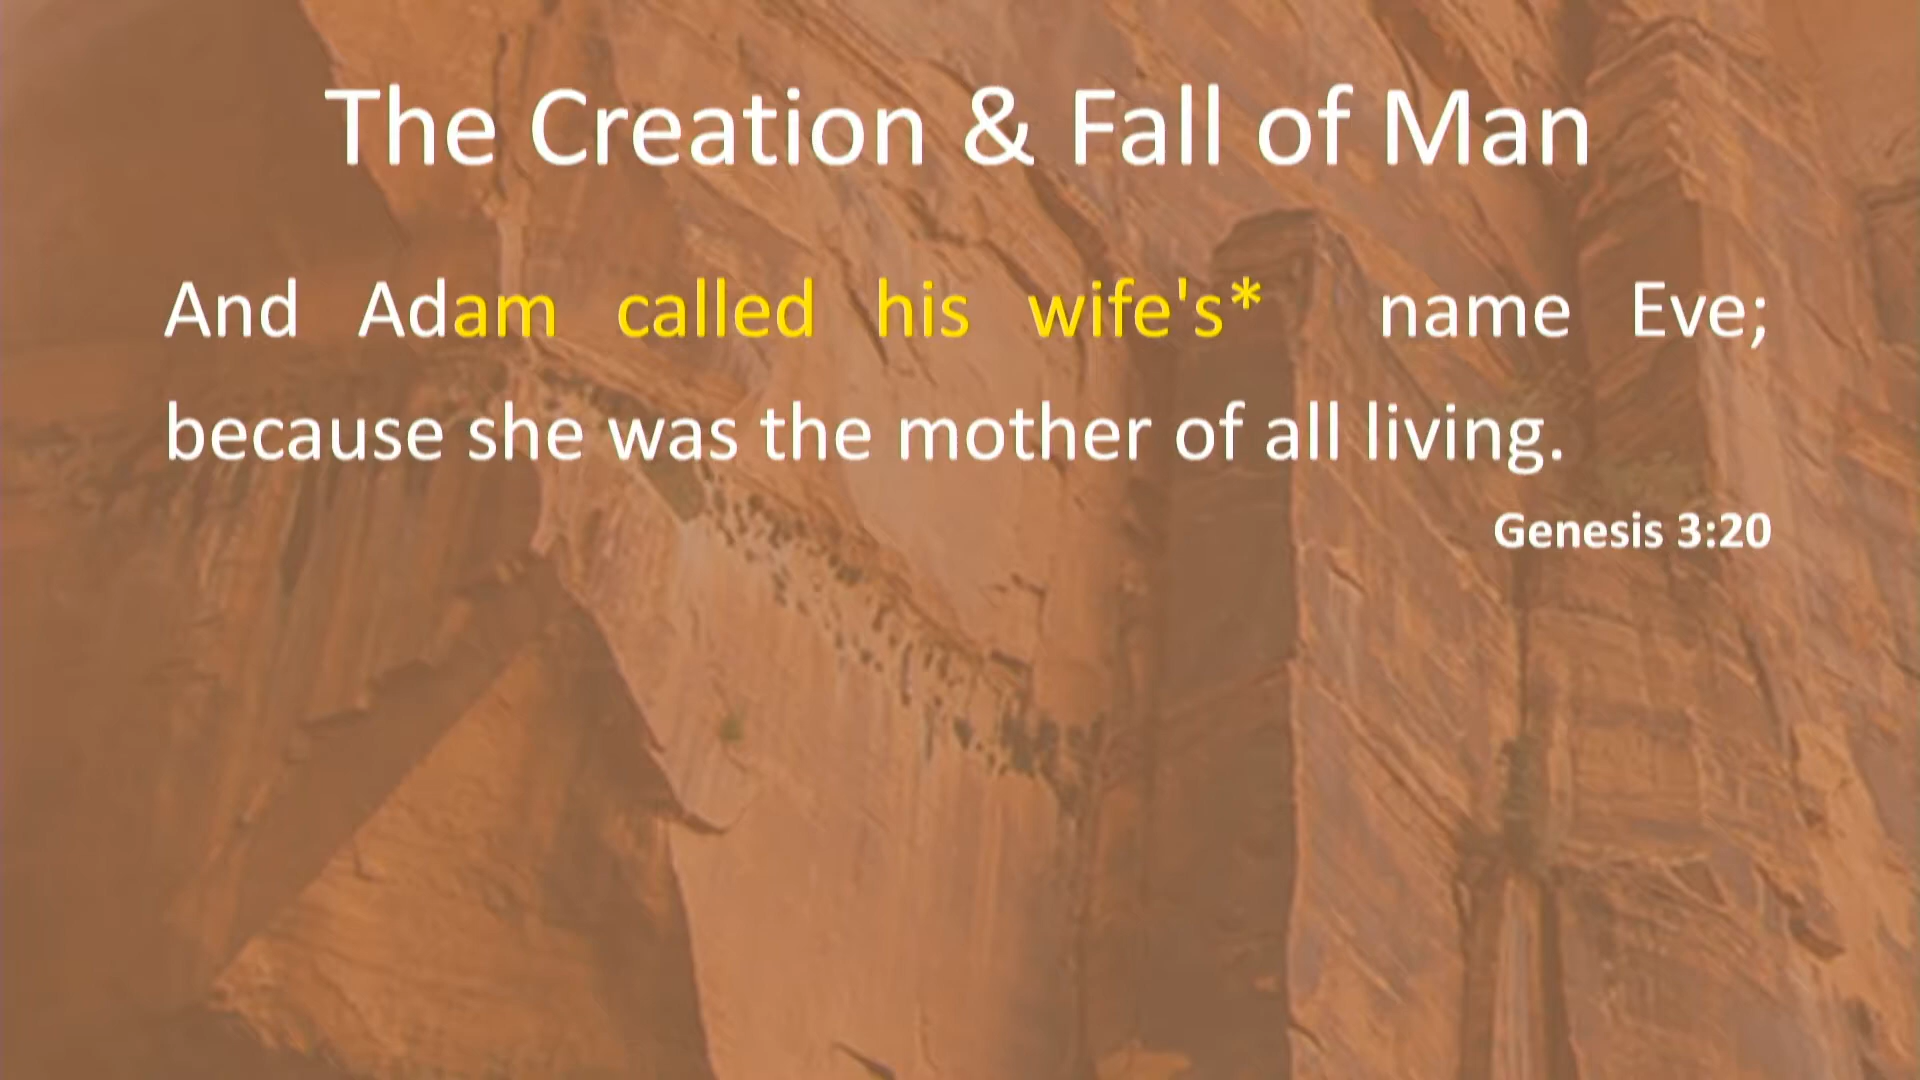 The Creation & Fall of Man
And Adam called his wife's* name Eve;
because she was the mother of all living.
Genesis 3:20